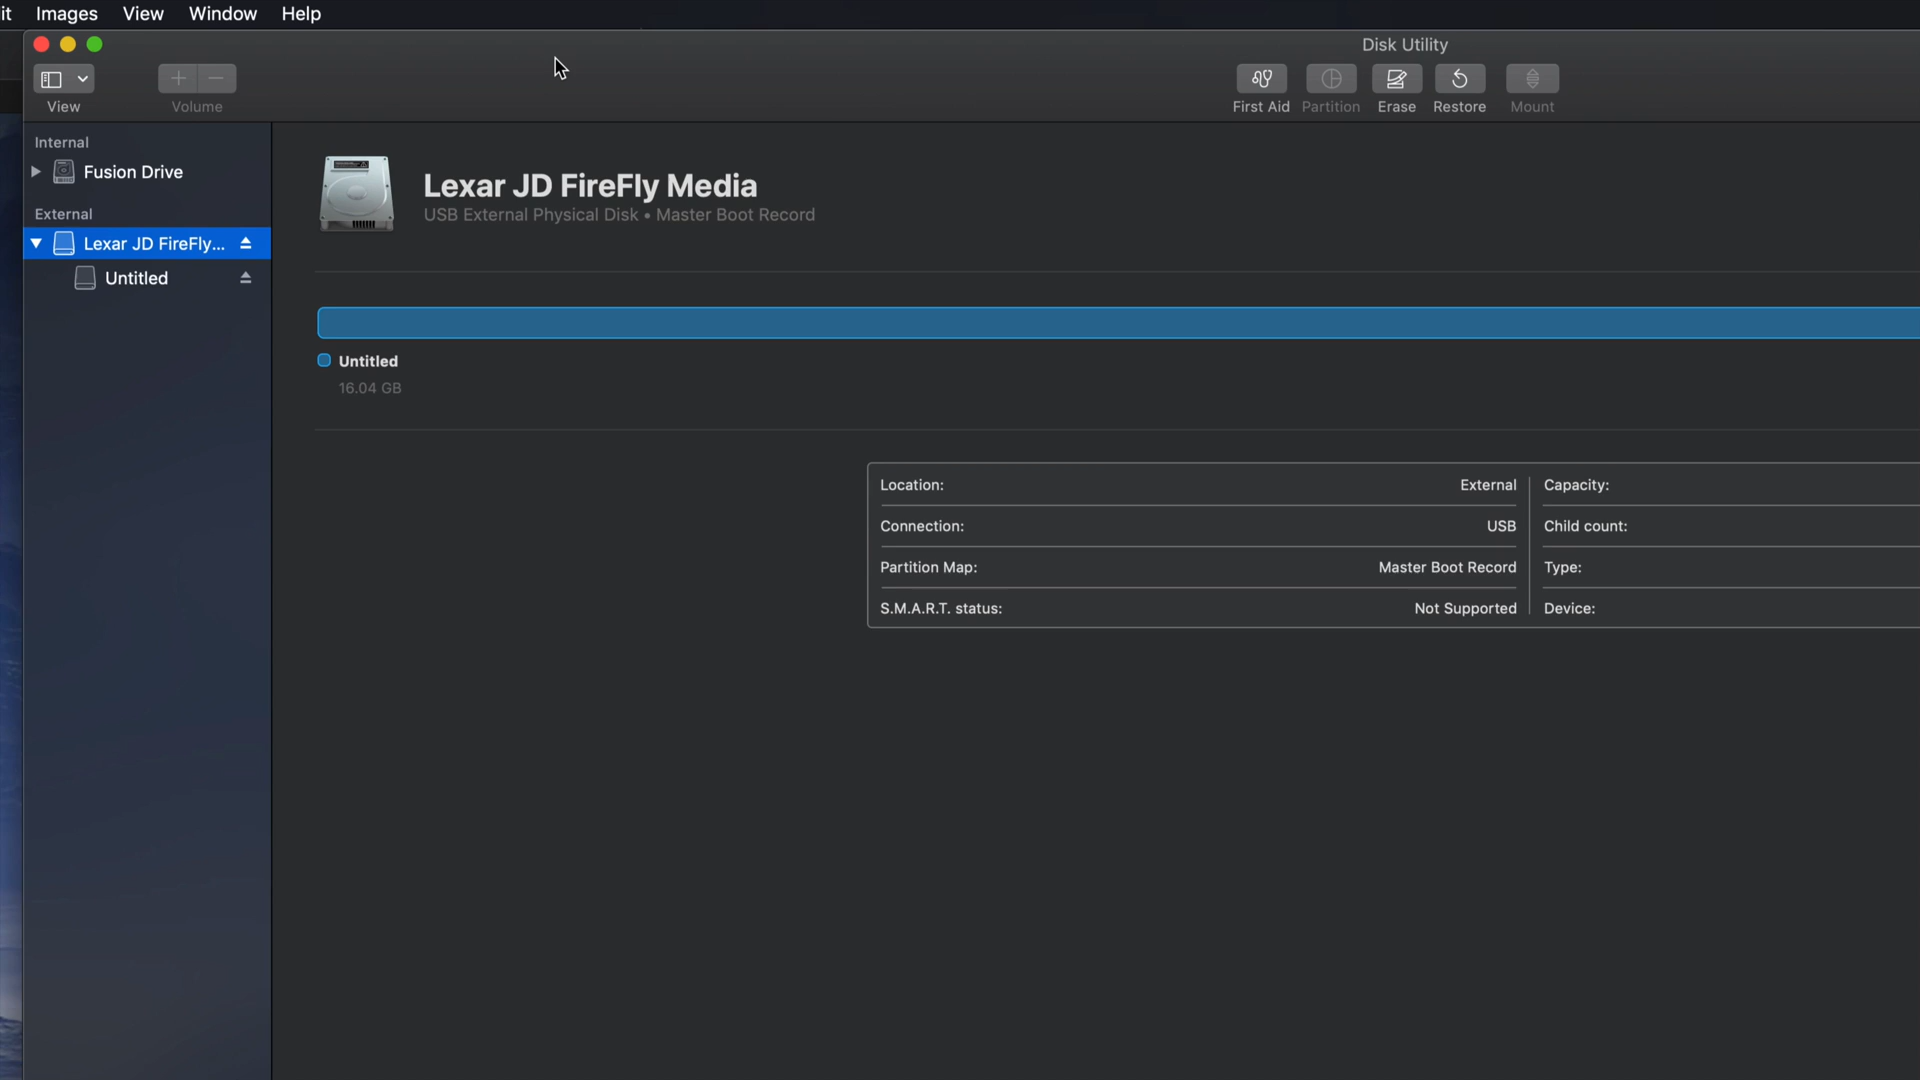 it Images View Window Help
Disk Utility
View
Volume
First Aid
Partition
Erase
Restore
Mount
Internal
Fusion Drive
External
Lexar JD FireFly...
Untitled
Lexar JD FireFly Media
USB External Physical Disk • Master Boot Record
Untitled
16.04 GB
Location: External
Capacity:
Connection: USB
Child count:
Partition Map: Master Boot Record
Type:
S.M.A.R.T. status: Not Supported
Device: